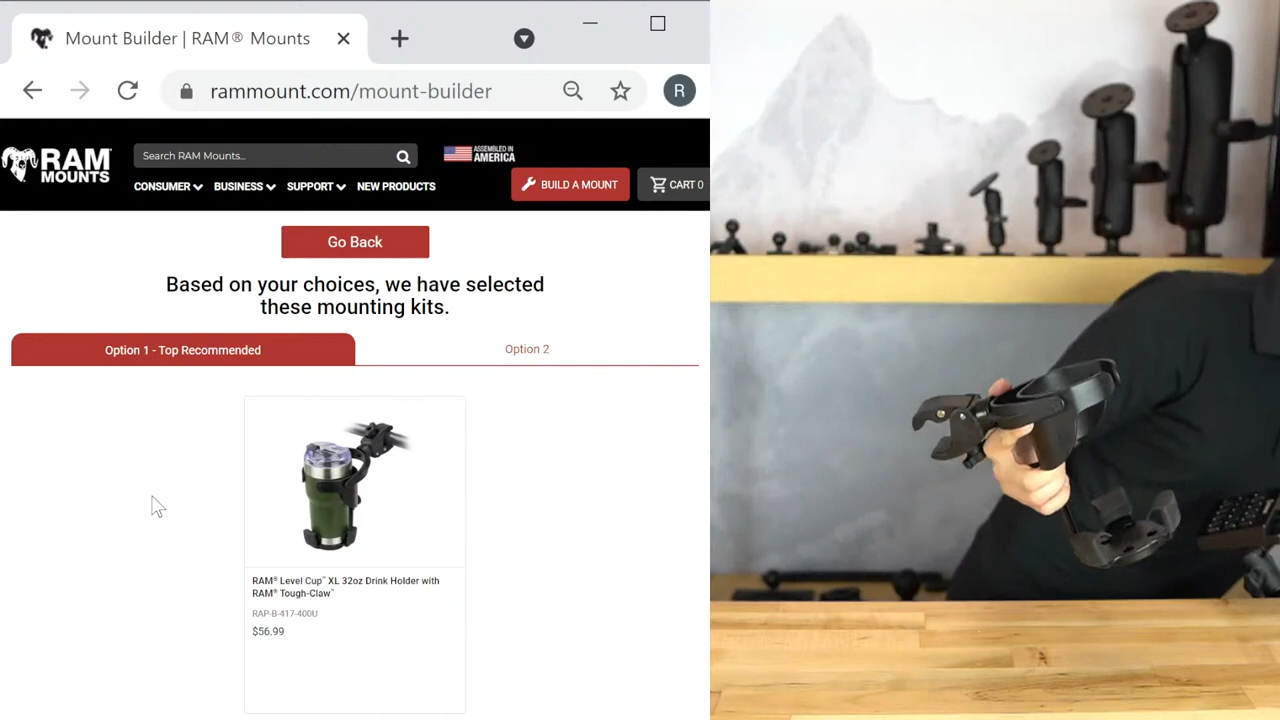 Mount Builder | RAM® Mounts
rammount.com/mount-builder
R
RAM
MOUNTS
Search RAM Mounts...
ASSEMBLED IN
AMERICA
CONSUMER
BUSINESS
SUPPORT
NEW PRODUCTS
BUILD A MOUNT
CART 0
Go Back
Based on your choices, we have selected
these mounting kits.
Option 1 - Top Recommended
Option 2
RAM® Level Cup™ XL 32oz Drink Holder with
RAM® Tough-Claw™
RAP-B-417-400U
$56.99